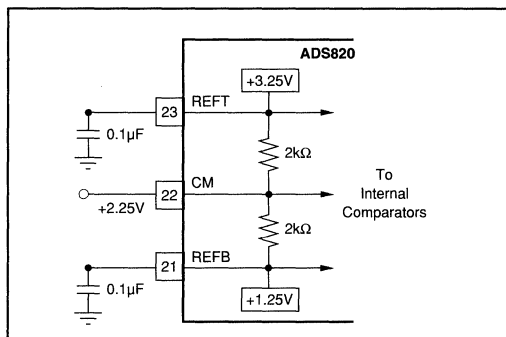 ADS820
+3.25V
23 REFT
0.1µF
2kΩ
To
Internal
Comparators
22 CM
+2.25V
2kΩ
21 REFB
0.1µF
+1.25V